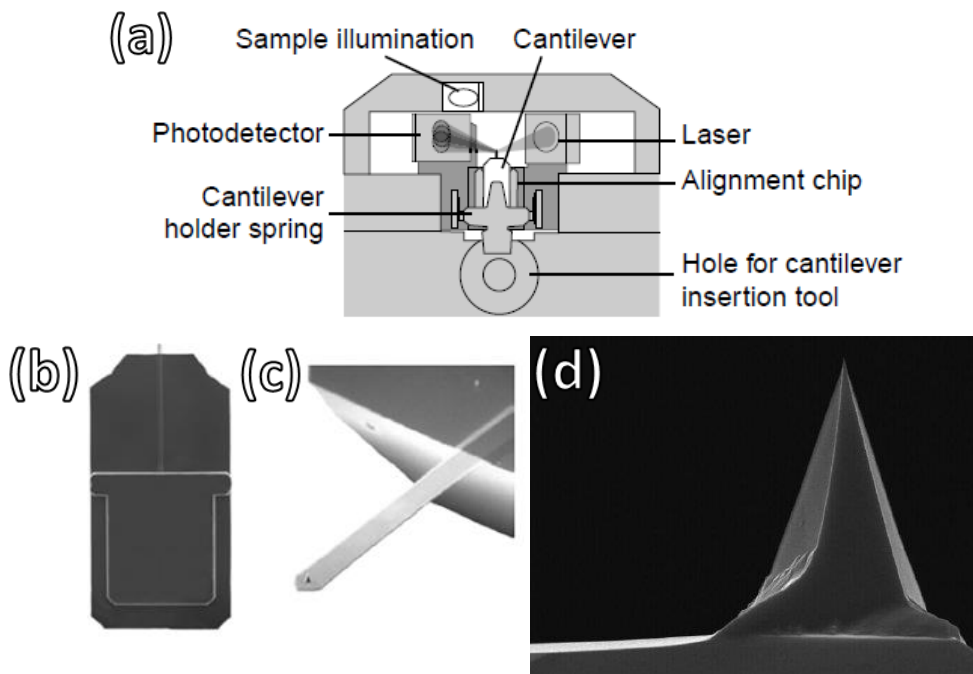 (a)
Sample illumination
Cantilever
Photodetector
Laser
Alignment chip
Cantilever
holder spring
Hole for cantilever
insertion tool
(b)
(c)
(d)